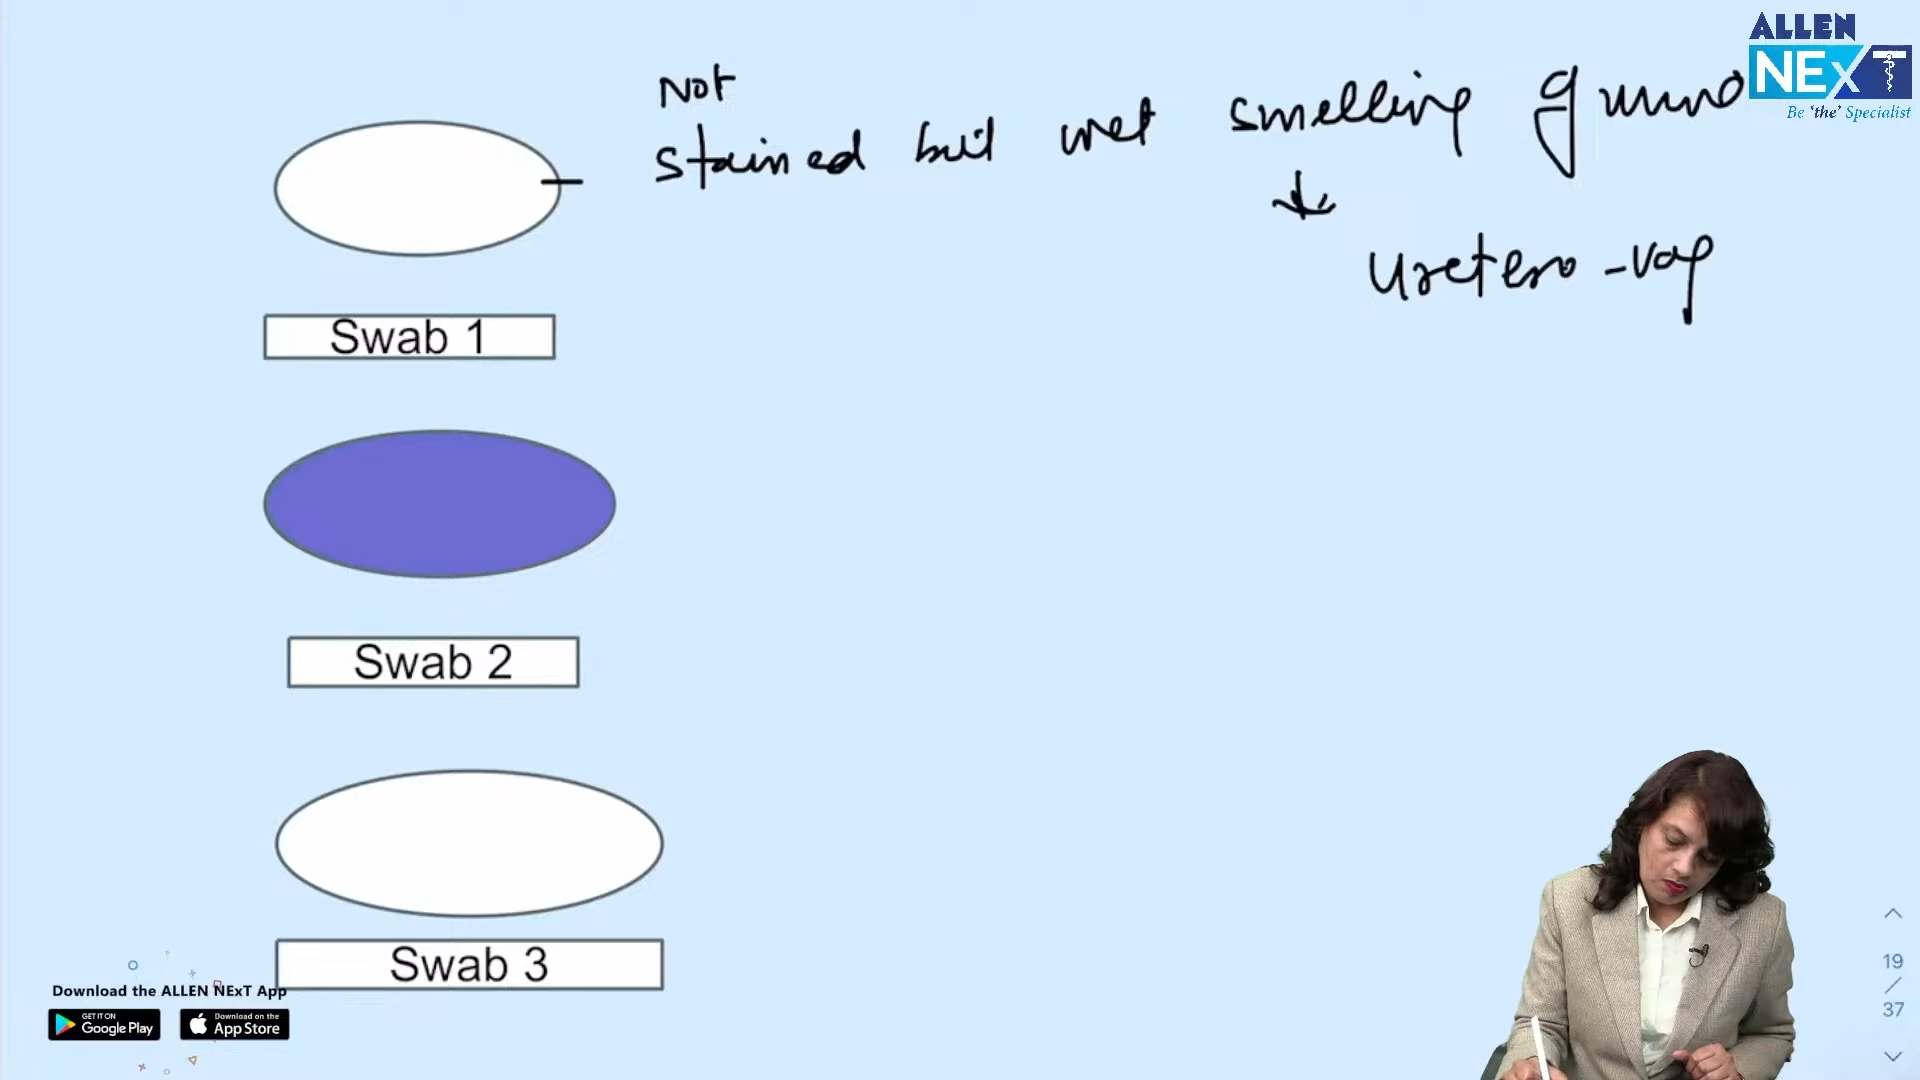 ALLEN
NExT
Be 'the' Specialist
Not
stained but wet smelling of
↓
Uretero-vag
Swab 1
Swab 2
Swab 3
Download the ALLEN NExT App
GET IT ON
Google Play
Download on the
App Store
19
/
37